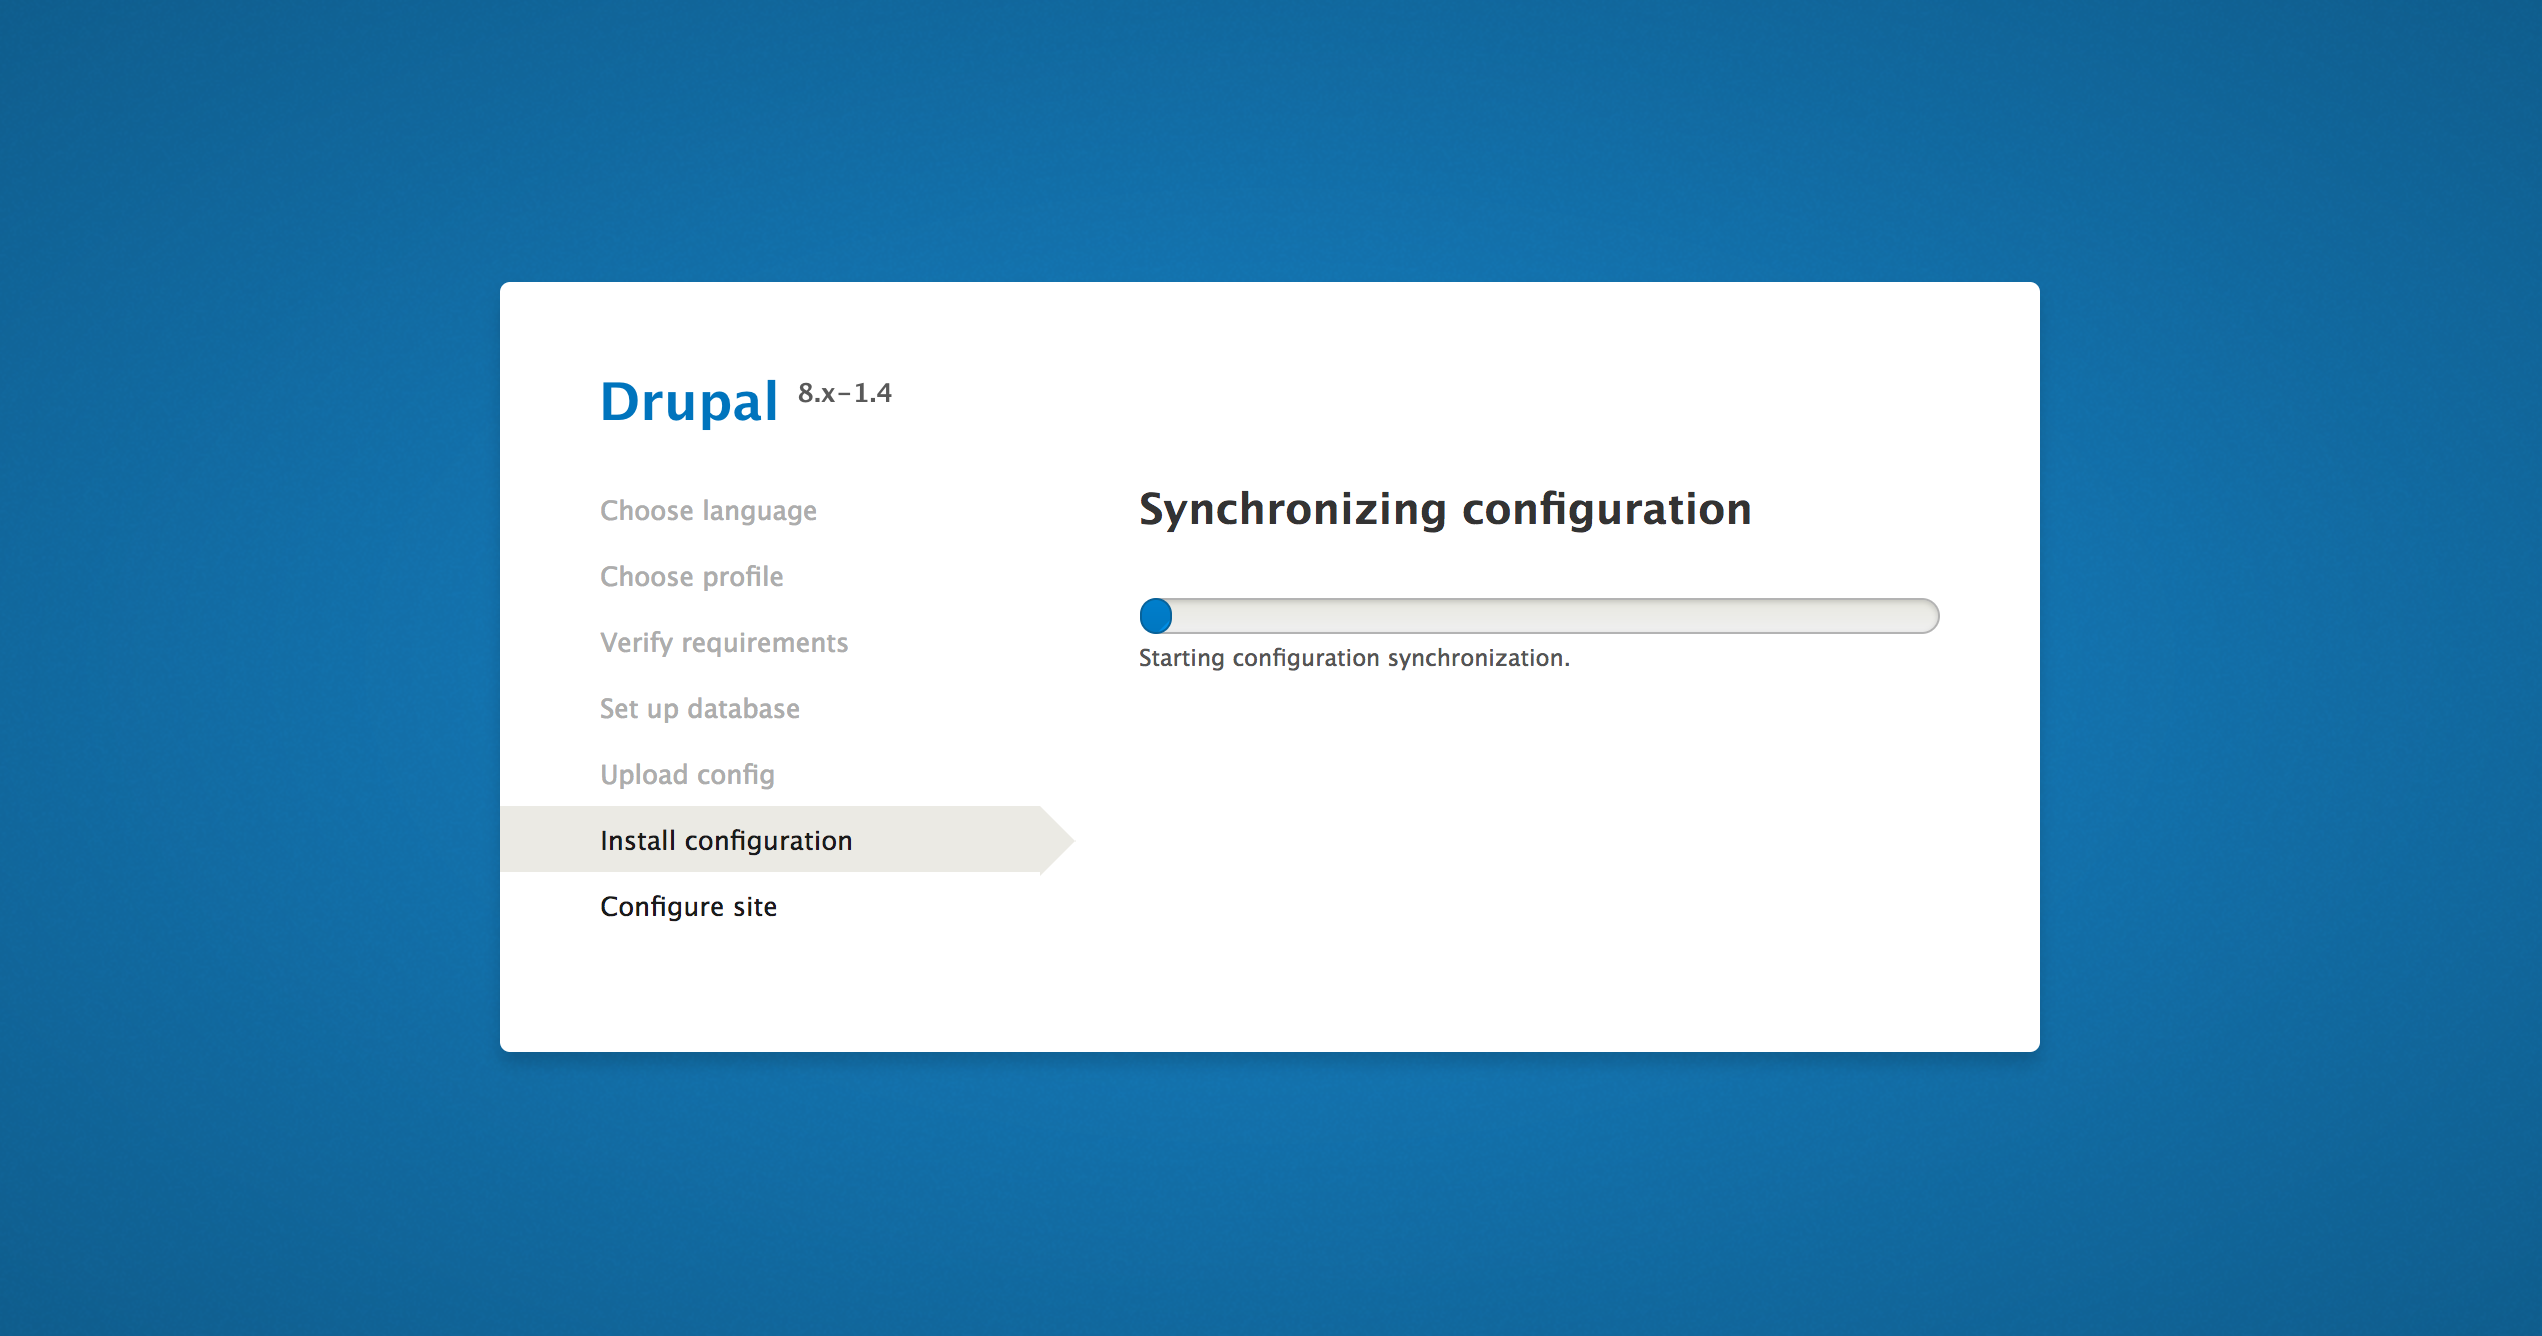 Drupal 8.x-1.4
Choose language
Choose profile
Verify requirements
Set up database
Upload config
Install configuration
Configure site
Synchronizing configuration
Starting configuration synchronization.